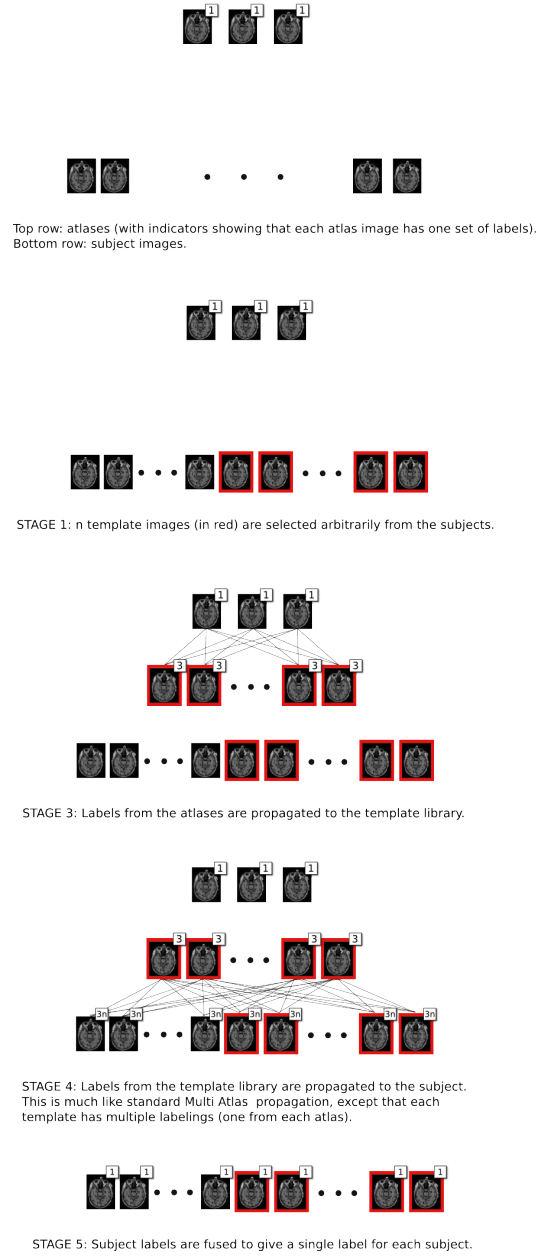 1 1 1
Top row: atlases (with indicators showing that each atlas image has one set of labels).
Bottom row: subject images.
1 1 1
STAGE 1: n template images (in red) are selected arbitrarily from the subjects.
1 1 1
3 3 3 3
STAGE 3: Labels from the atlases are propagated to the template library.
1 1 1
3 3 3 3
3n 3n 3n 3n 3n 3n 3n
STAGE 4: Labels from the template library are propagated to the subject.
This is much like standard Multi Atlas propagation, except that each
template has multiple labelings (one from each atlas).
1 1 1 1 1 1 1
STAGE 5: Subject labels are fused to give a single label for each subject.